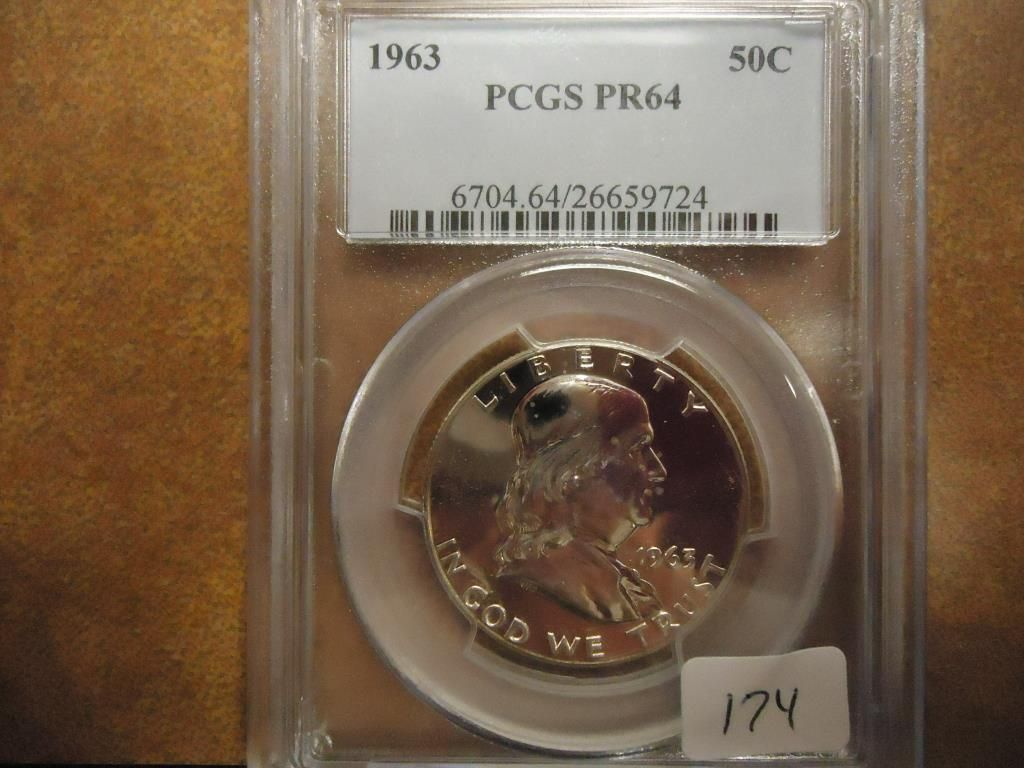 1963 50C
PCGS PR64
6704.64/26659724
LIBERTY
1963
IN GOD WE TRUST
174